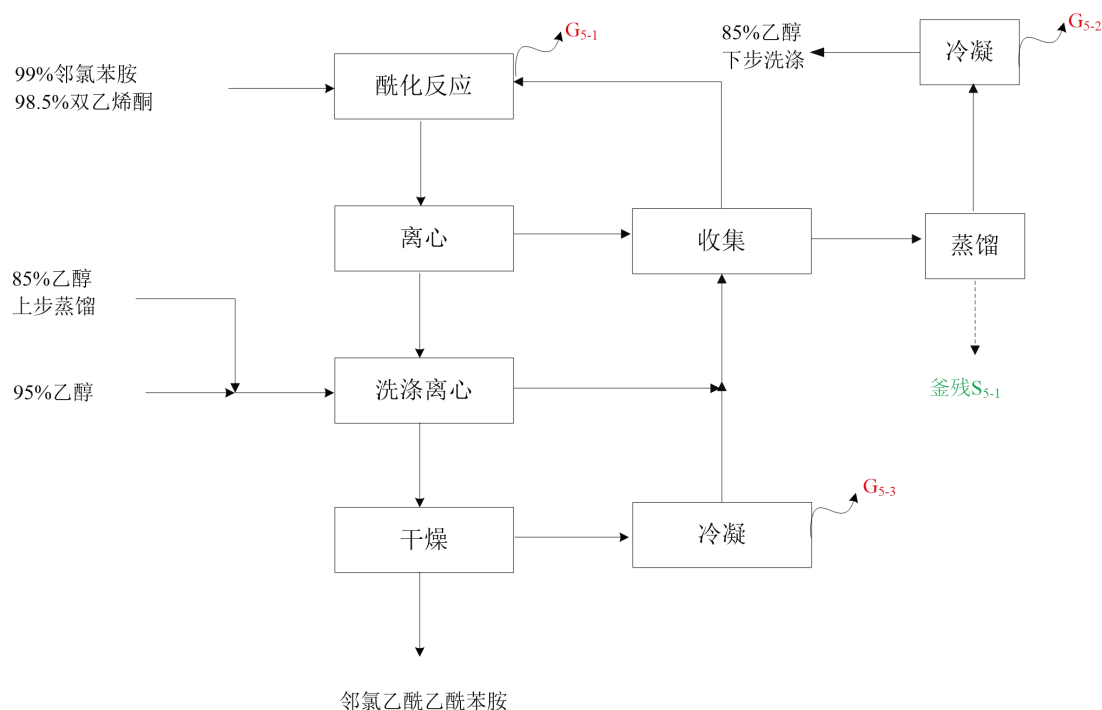 G5-1
85%乙醇
下步洗涤
冷凝
G5-2
99%邻氯苯胺
98.5%双乙烯酮
酰化反应
离心
收集
蒸馏
85%乙醇
上步蒸馏
95%乙醇
洗涤离心
釜残S5-1
干燥
冷凝
G5-3
邻氯乙酰乙酰苯胺